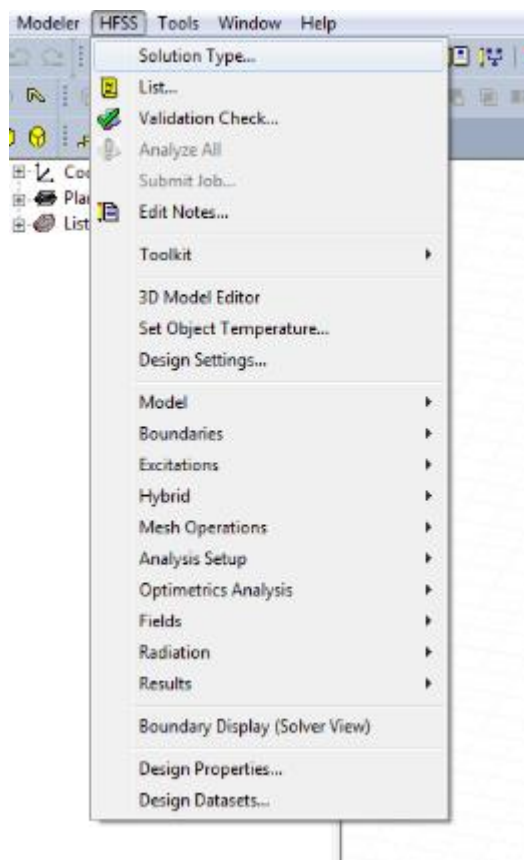 Modeler HFSS Tools Window Help
Solution Type...
List...
Validation Check...
Analyze All
Submit Job...
Edit Notes...
Toolkit
3D Model Editor
Set Object Temperature...
Design Settings...
Model
Boundaries
Excitations
Hybrid
Mesh Operations
Analysis Setup
Optimetrics Analysis
Fields
Radiation
Results
Boundary Display (Solver View)
Design Properties...
Design Datasets...
Coo
Pla
List